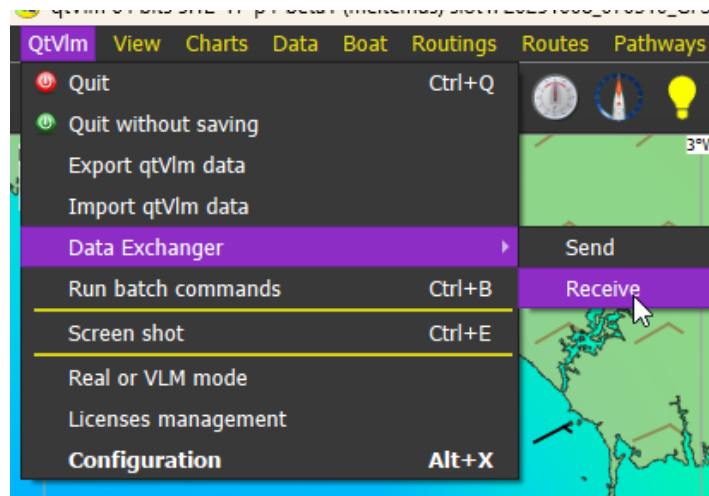 QtVlm View Charts Data Boat Routings Routes Pathways
Quit Ctrl+Q
Quit without saving
3°W
Export qtVlm data
Import qtVlm data
Data Exchanger Send
Run batch commands Ctrl+B Receive
Screen shot Ctrl+E
Real or VLM mode
Licenses management
Configuration Alt+X